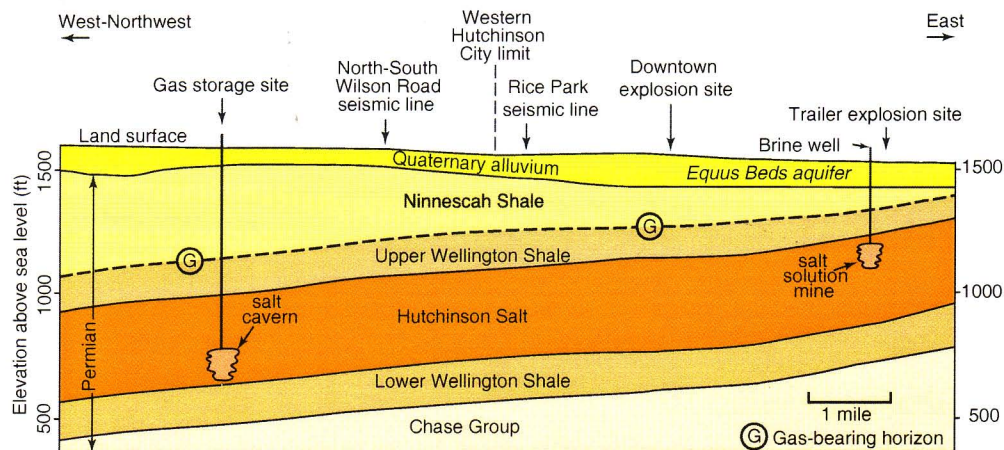 West-Northwest
East
Western
Hutchinson
City limit
North-South
Wilson Road
seismic line
Downtown
explosion site
Gas storage site
Rice Park
seismic line
Trailer explosion site
Land surface
Brine well
1500
Quaternary alluvium
Equus Beds aquifer
1500
Ninnescah Shale
G
G
Upper Wellington Shale
salt
solution
mine
1000
1000
salt
cavern
Hutchinson Salt
Elevation above sea level (ft)
Permian
Lower Wellington Shale
1 mile
500
500
Chase Group
G Gas-bearing horizon